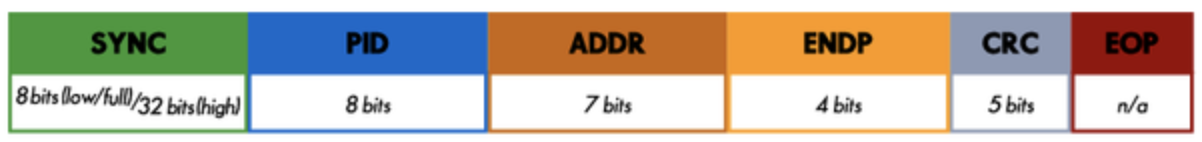 SYNC PID ADDR ENDP CRC EOP
8 bits (low/full)/32 bits (high) 8 bits 7 bits 4 bits 5 bits n/a